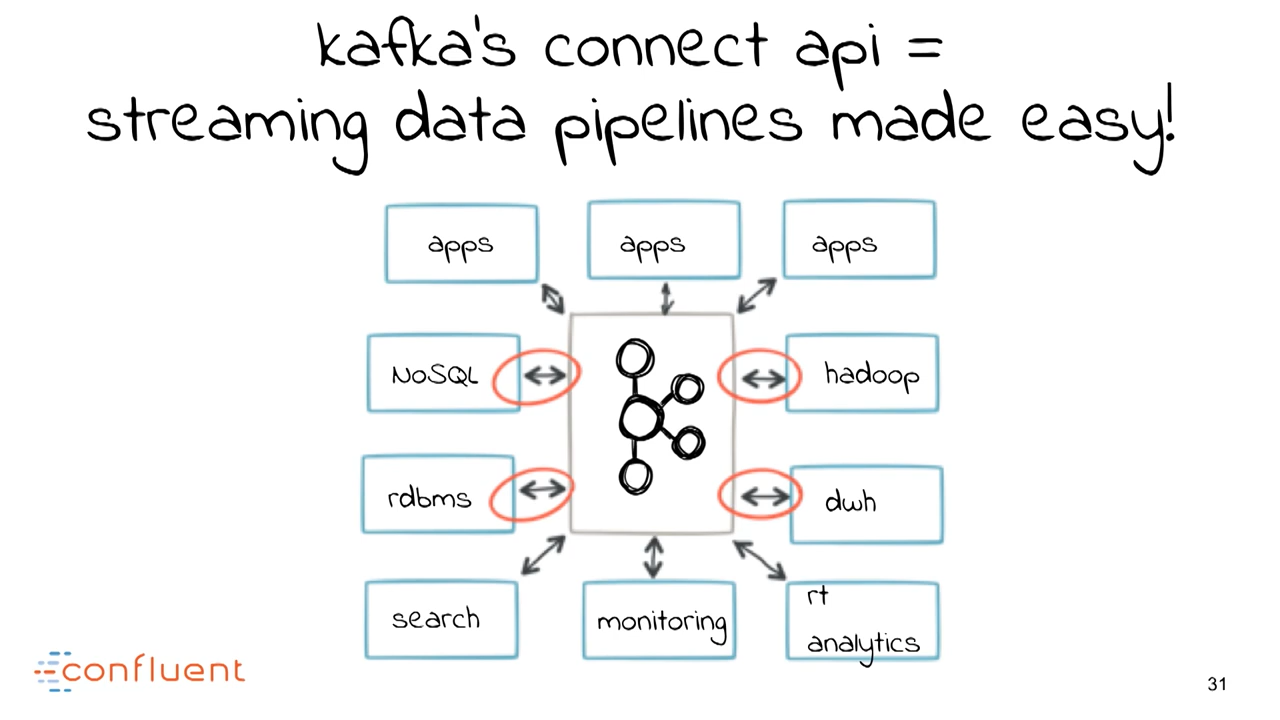 kafka's connect api =
streaming data pipelines made easy!
apps
apps
apps
NoSQL
hadoop
rdbms
dwh
search
monitoring
rt
analytics
confluent
31